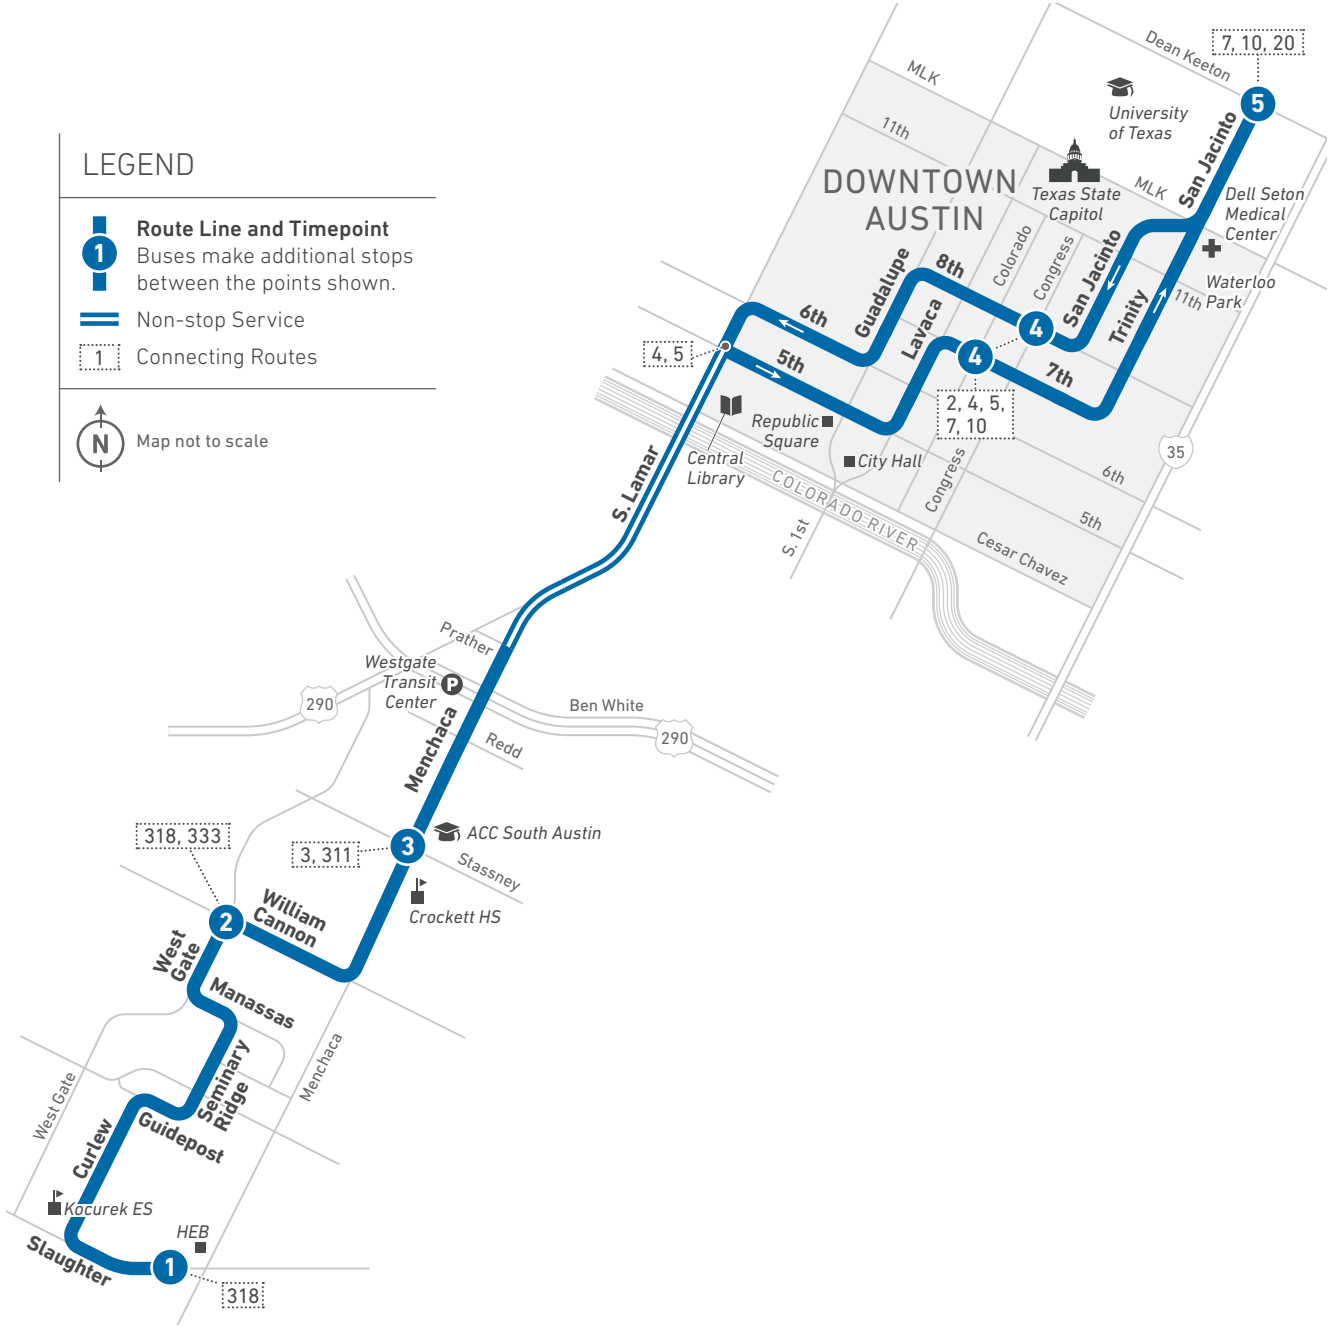 LEGEND
1
Route Line and Timepoint
Buses make additional stops
between the points shown.
Non-stop Service
1
Connecting Routes
N
Map not to scale
7, 10, 20
Dean Keeton
5
MLK
University
of Texas
11th
San Jacinto
DOWNTOWN
AUSTIN
Texas State
Capitol
MLK
Dell Seton
Medical
Center
Colorado
Congress
San Jacinto
Guadalupe
8th
Waterloo
Park
11th
Trinity
6th
Lavaca
4
4
4, 5
5th
7th
2, 4, 5,
7, 10
Republic
Square
Central
Library
City Hall
Congress
35
6th
5th
S. Lamar
COLORADO RIVER
S. 1st
Cesar Chavez
Prather
Westgate
Transit
Center
P
290
Ben White
290
Redd
Menchaca
318, 333
3, 311
3
ACC South Austin
Stassney
Crockett HS
2
William
Cannon
West
Gate
Manassas
Seminary
Ridge
Menchaca
West Gate
Guidepost
Curlew
Kocurek ES
HEB
Slaughter
1
318